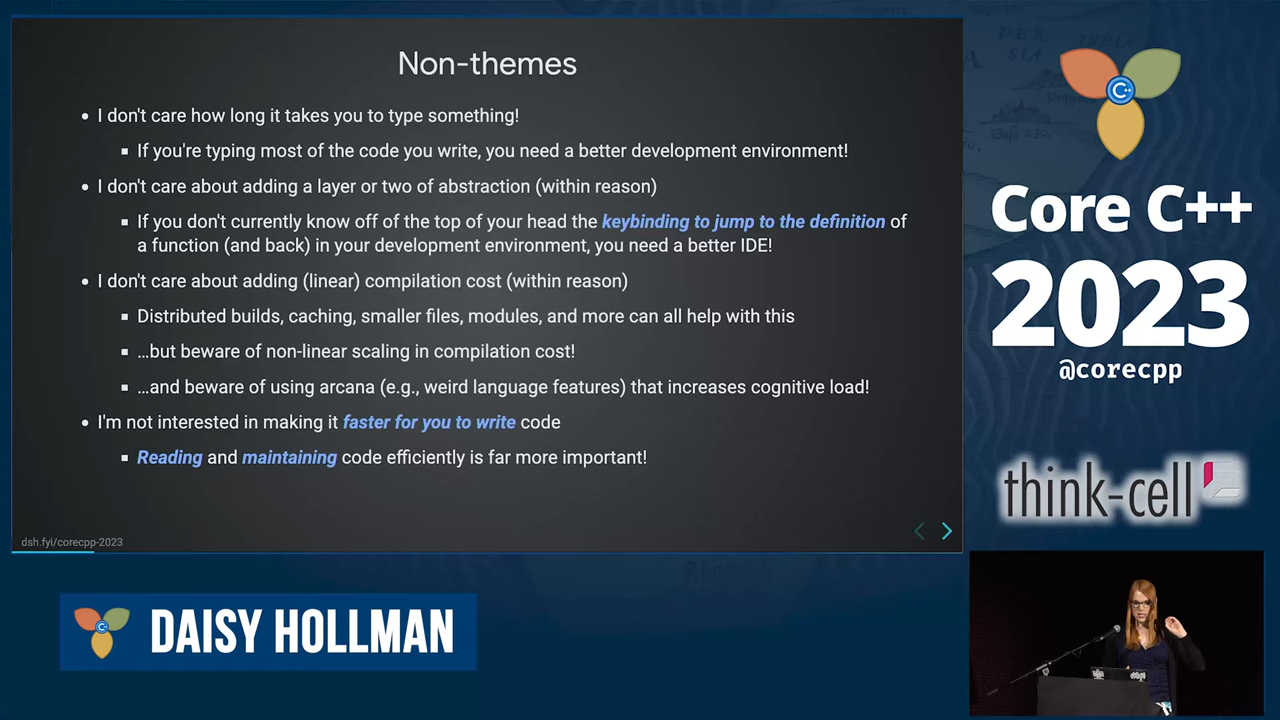 Non-themes
I don't care how long it takes you to type something!
If you're typing most of the code you write, you need a better development environment!
I don't care about adding a layer or two of abstraction (within reason)
If you don't currently know off of the top of your head the keybinding to jump to the definition of
a function (and back) in your development environment, you need a better IDE!
I don't care about adding (linear) compilation cost (within reason)
Distributed builds, caching, smaller files, modules, and more can all help with this
...but beware of non-linear scaling in compilation cost!
...and beware of using arcana (e.g., weird language features) that increases cognitive load!
I'm not interested in making it faster for you to write code
Reading and maintaining code efficiently is far more important!
dsh.fyi/corecpp-2023
C++
Core C++
2023
@corecpp
think-cell
DAISY HOLLMAN